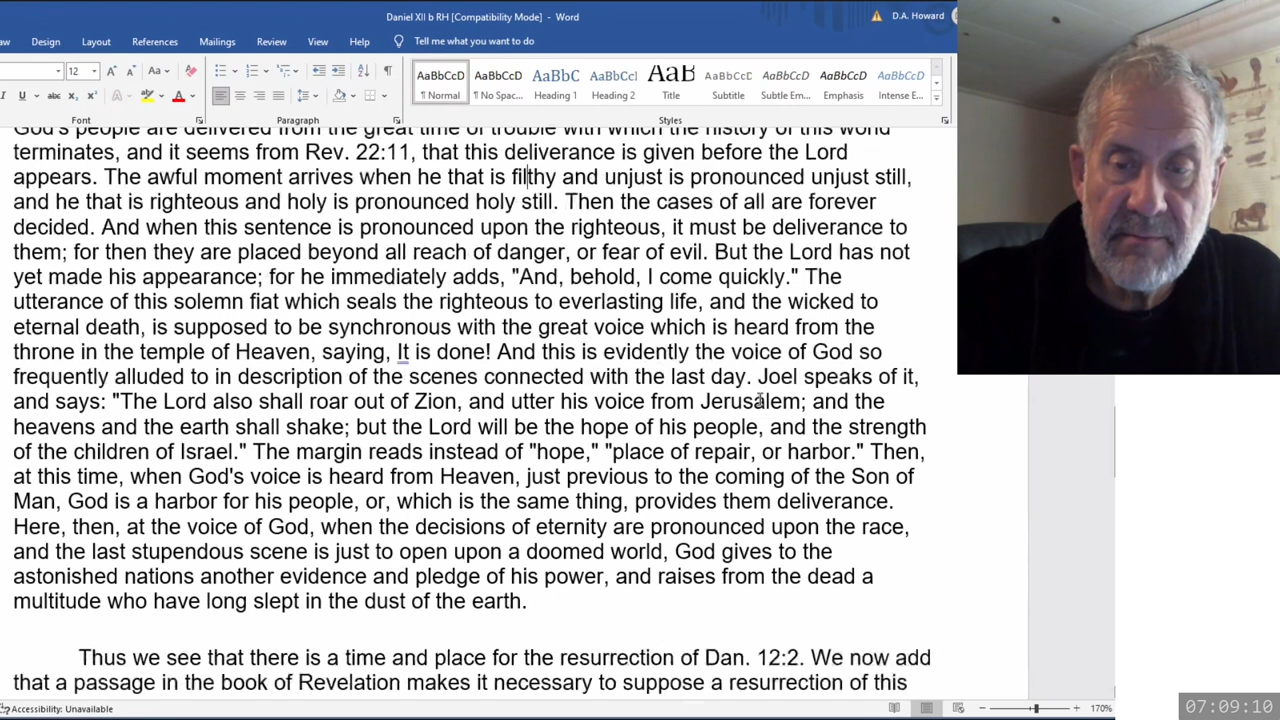 Daniel XII b RH [Compatibility Mode] - Word
D.A. Howard
aw Design Layout References Mailings Review View Help Tell me what you want to do
12 Aa
AaBbCcD AaBbCcD AaBbC AaBbCcI AaB AaBbCcD AaBbCcD AaBbCcD AaBbCcD
¶ Normal ¶ No Spac... Heading 1 Heading 2 Title Subtitle Subtle Em... Emphasis Intense E...
Font Paragraph Styles
God's people are delivered from the great time of trouble with which the history of this world
terminates, and it seems from Rev. 22:11, that this deliverance is given before the Lord
appears. The awful moment arrives when he that is filthy and unjust is pronounced unjust still,
and he that is righteous and holy is pronounced holy still. Then the cases of all are forever
decided. And when this sentence is pronounced upon the righteous, it must be deliverance to
them; for then they are placed beyond all reach of danger, or fear of evil. But the Lord has not
yet made his appearance; for he immediately adds, "And, behold, I come quickly." The
utterance of this solemn fiat which seals the righteous to everlasting life, and the wicked to
eternal death, is supposed to be synchronous with the great voice which is heard from the
throne in the temple of Heaven, saying, It is done! And this is evidently the voice of God so
frequently alluded to in description of the scenes connected with the last day. Joel speaks of it,
and says: "The Lord also shall roar out of Zion, and utter his voice from Jerusalem; and the
heavens and the earth shall shake; but the Lord will be the hope of his people, and the strength
of the children of Israel." The margin reads instead of "hope," "place of repair, or harbor." Then,
at this time, when God's voice is heard from Heaven, just previous to the coming of the Son of
Man, God is a harbor for his people, or, which is the same thing, provides them deliverance.
Here, then, at the voice of God, when the decisions of eternity are pronounced upon the race,
and the last stupendous scene is just to open upon a doomed world, God gives to the
astonished nations another evidence and pledge of his power, and raises from the dead a
multitude who have long slept in the dust of the earth.
Thus we see that there is a time and place for the resurrection of Dan. 12:2. We now add
that a passage in the book of Revelation makes it necessary to suppose a resurrection of this
Accessibility: Unavailable
170%
07:09:10